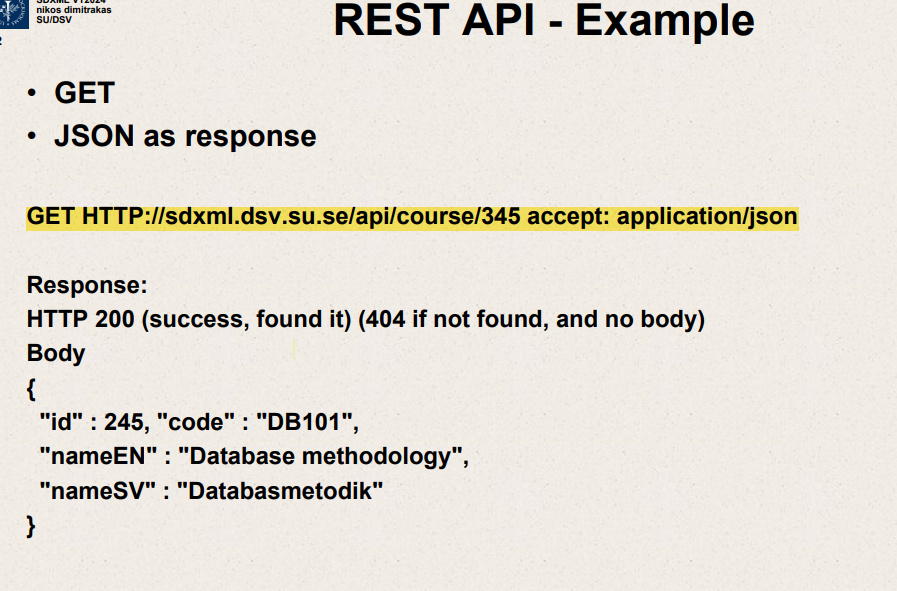 SDXML VT2024
nikos dimitrakas
SU/DSV
2
REST API - Example
• GET
• JSON as response
GET HTTP://sdxml.dsv.su.se/api/course/345 accept: application/json
Response:
HTTP 200 (success, found it) (404 if not found, and no body)
Body
{
"id" : 245, "code" : "DB101",
"nameEN" : "Database methodology",
"nameSV" : "Databasmetodik"
}